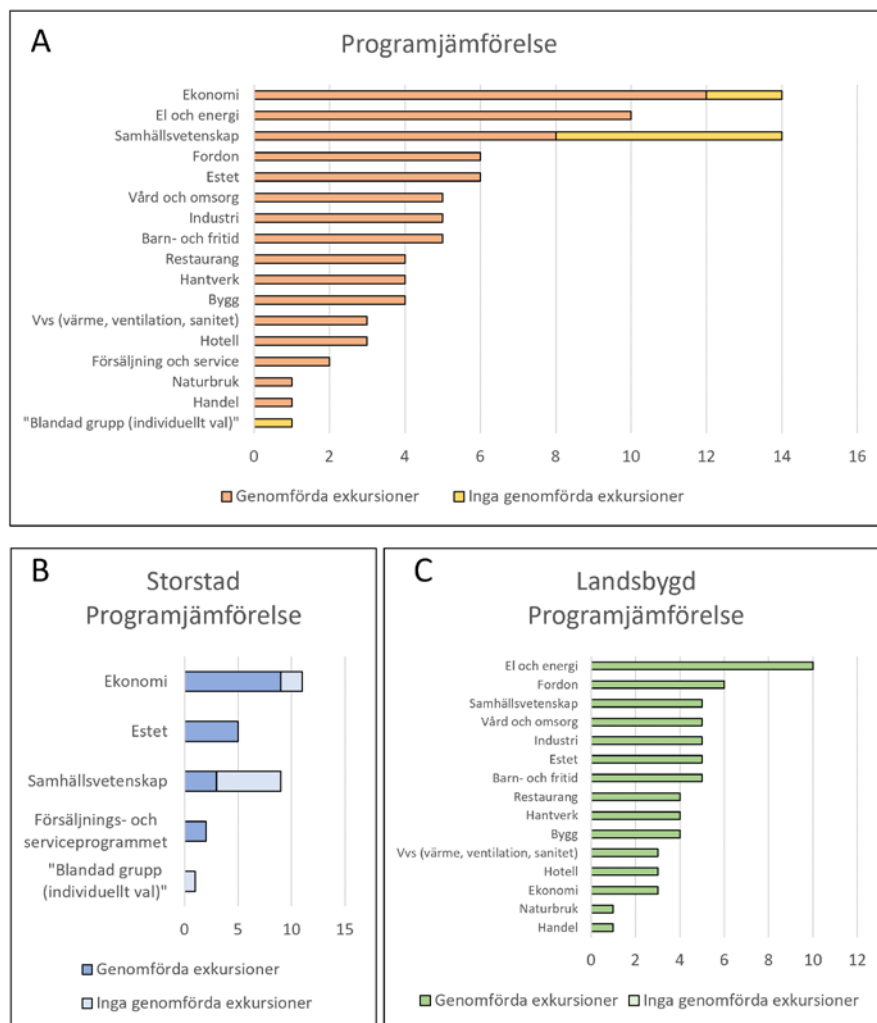 A
Programjämförelse
Ekonomi
El och energi
Samhällsvetenskap
Fordon
Estet
Vård och omsorg
Industri
Barn- och fritid
Restaurang
Hantverk
Bygg
Vvs (värme, ventilation, sanitet)
Hotell
Försäljning och service
Naturbruk
Handel
"Blandad grupp (individuellt val)"
0 2 4 6 8 10 12 14 16
Genomförda exkursioner Inga genomförda exkursioner
B
Storstad
Programjämförelse
0 5 10 15
Ekonomi
Estet
Samhällsvetenskap
Försäljnings- och
serviceprogrammet
"Blandad grupp
(individuellt val)"
0 5 10 15
Genomförda exkursioner
Inga genomförda exkursioner
C
Landsbygd
Programjämförelse
El och energi
Fordon
Samhällsvetenskap
Vård och omsorg
Industri
Estet
Barn- och fritid
Restaurang
Hantverk
Bygg
Vvs (värme, ventilation, sanitet)
Hotell
Ekonomi
Naturbruk
Handel
0 2 4 6 8 10 12
Genomförda exkursioner Inga genomförda exkursioner